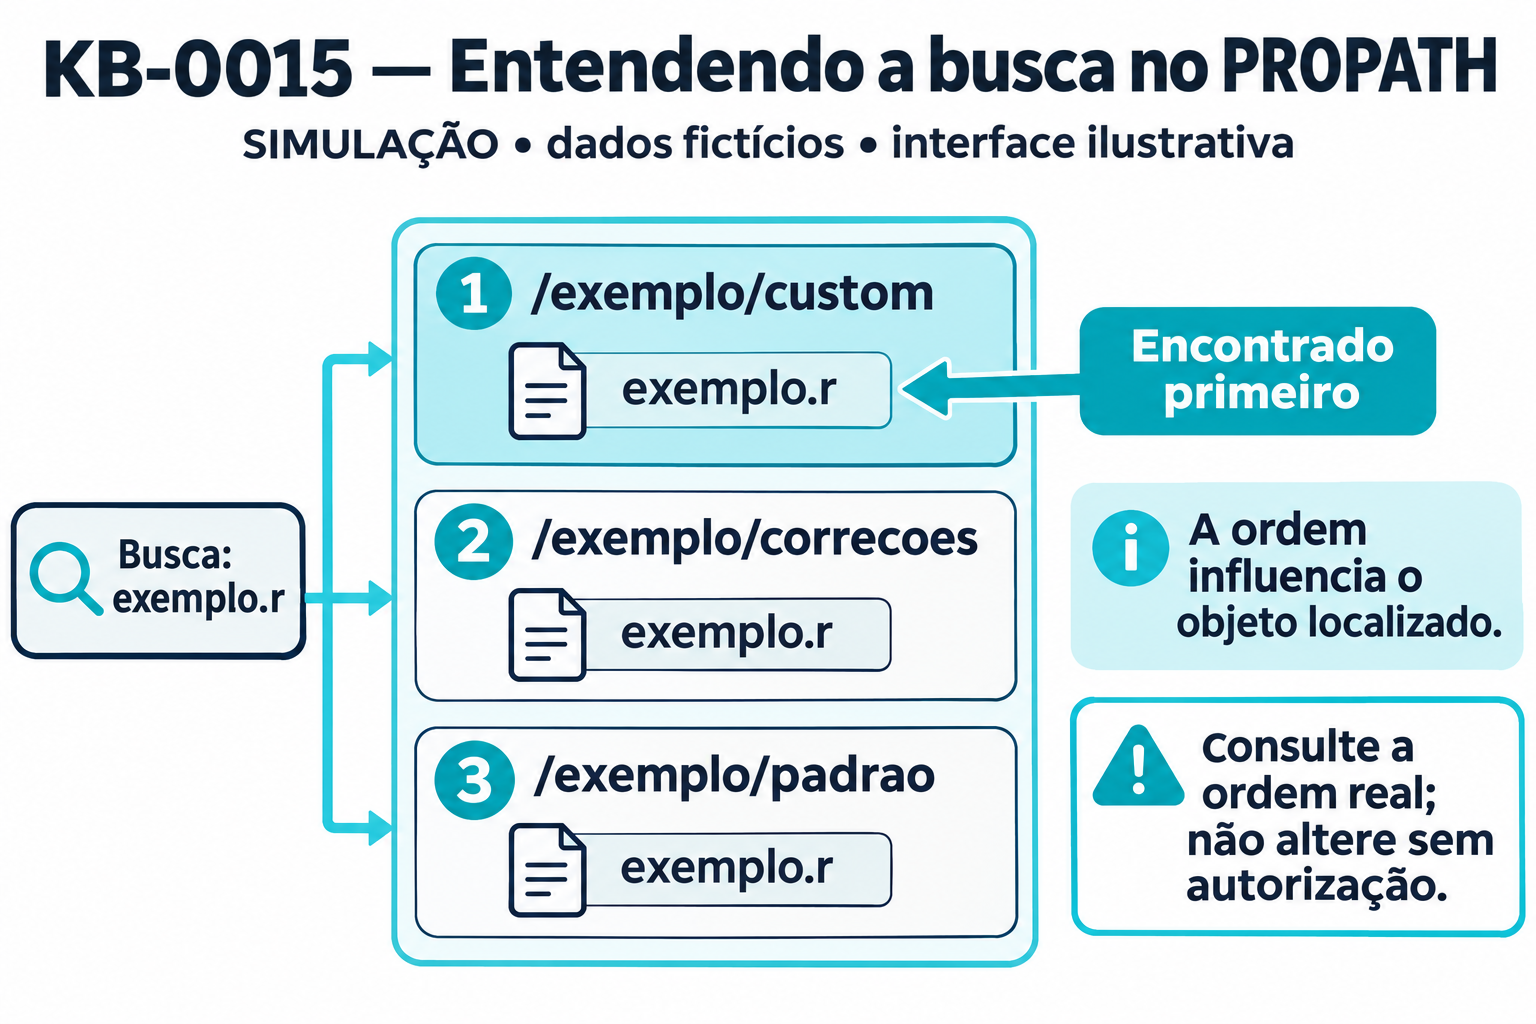 KB-0015 — Entendendo a busca no PROPATH
SIMULAÇÃO • dados fictícios • interface ilustrativa
Busca:
exemplo.r
1 /exemplo/custom
exemplo.r
2 /exemplo/correcoes
exemplo.r
3 /exemplo/padrao
exemplo.r
Encontrado
primeiro
i
A ordem
influencia o
objeto localizado.
!
Consulte a
ordem real;
não altere sem
autorização.